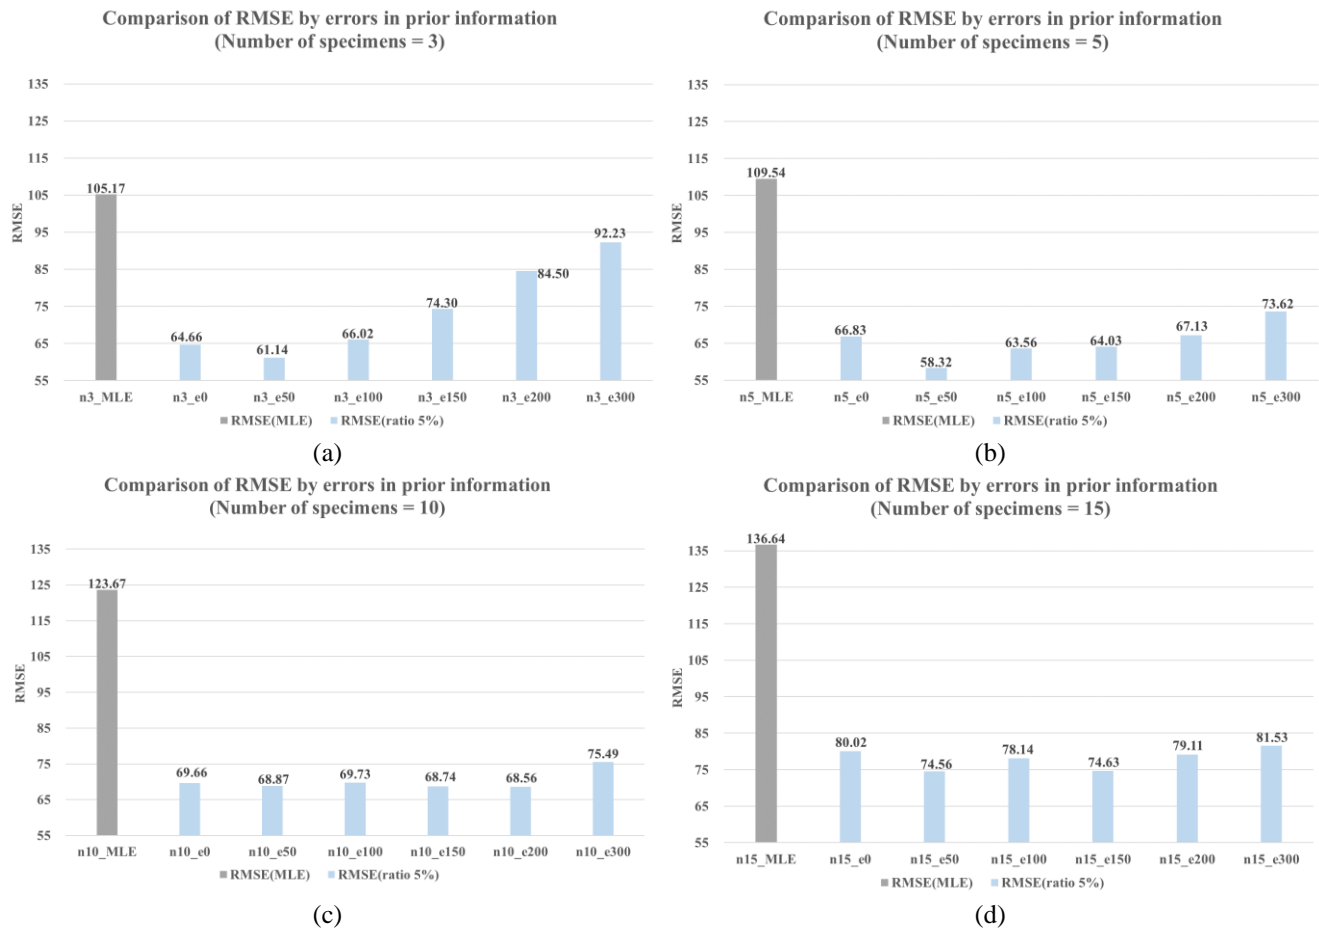 Comparison of RMSE by errors in prior information
(Number of specimens = 3)
135
125
115
105
95
85
75
65
55
RMSE
105.17
64.66
61.14
66.02
74.30
84.50
92.23
n3_MLE n3_e0 n3_e50 n3_e100 n3_e150 n3_e200 n3_e300
RMSE(MLE) RMSE(ratio 5%)
(a)
Comparison of RMSE by errors in prior information
(Number of specimens = 5)
135
125
115
105
95
85
75
65
55
RMSE
109.54
66.83
58.32
63.56
64.03
67.13
73.62
n5_MLE n5_e0 n5_e50 n5_e100 n5_e150 n5_e200 n5_e300
RMSE(MLE) RMSE(ratio 5%)
(b)
Comparison of RMSE by errors in prior information
(Number of specimens = 10)
135
125
115
105
95
85
75
65
55
RMSE
123.67
69.66
68.87
69.73
68.74
68.56
75.49
n10_MLE n10_e0 n10_e50 n10_e100 n10_e150 n10_e200 n10_e300
RMSE(MLE) RMSE(ratio 5%)
(c)
Comparison of RMSE by errors in prior information
(Number of specimens = 15)
135
125
115
105
95
85
75
65
55
RMSE
136.64
80.02
74.56
78.14
74.63
79.11
81.53
n15_MLE n15_e0 n15_e50 n15_e100 n15_e150 n15_e200 n15_e300
RMSE(MLE) RMSE(ratio 5%)
(d)